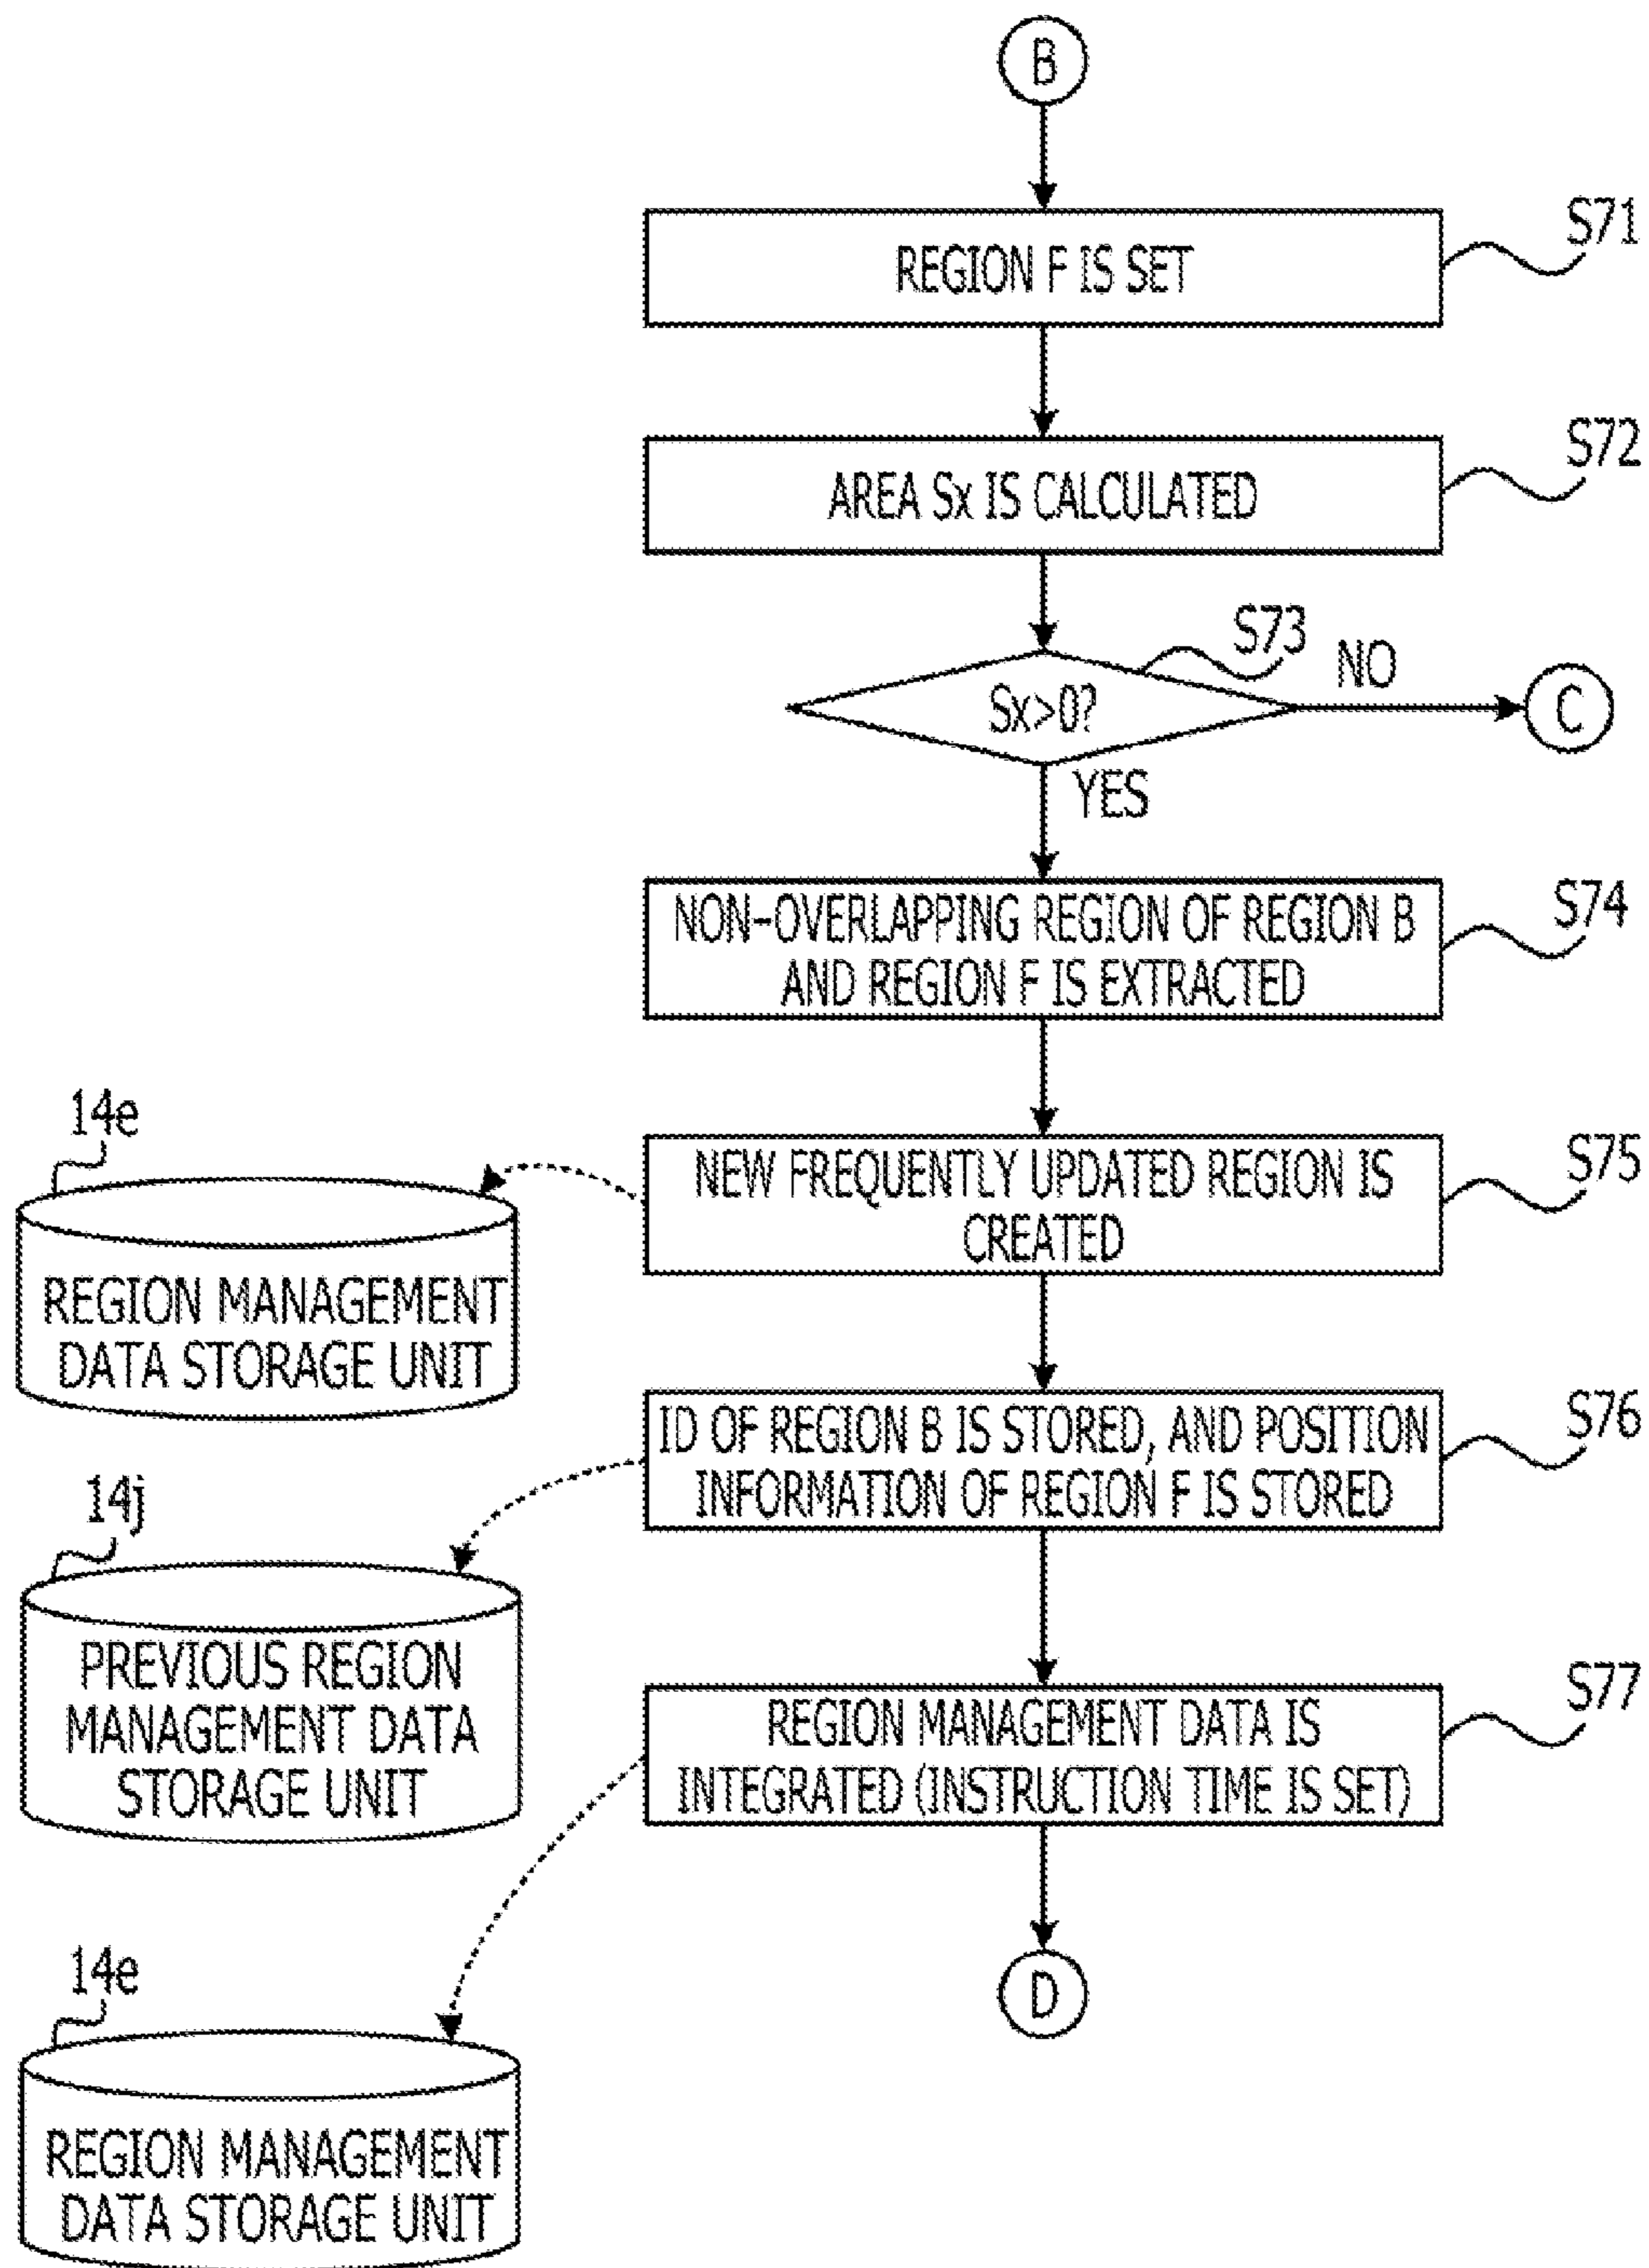 B
S71
REGION F IS SET
S72
AREA Sx IS CALCULATED
S73
NO
Sx>0?
C
YES
NON-OVERLAPPING REGION OF REGION B
AND REGION F IS EXTRACTED
S74
14e
NEW FREQUENTLY UPDATED REGION IS
CREATED
S75
REGION MANAGEMENT
DATA STORAGE UNIT
ID OF REGION B IS STORED, AND POSITION
INFORMATION OF REGION F IS STORED
S76
14j
PREVIOUS REGION
MANAGEMENT DATA
STORAGE UNIT
REGION MANAGEMENT DATA IS
INTEGRATED (INSTRUCTION TIME IS SET)
S77
14e
D
REGION MANAGEMENT
DATA STORAGE UNIT